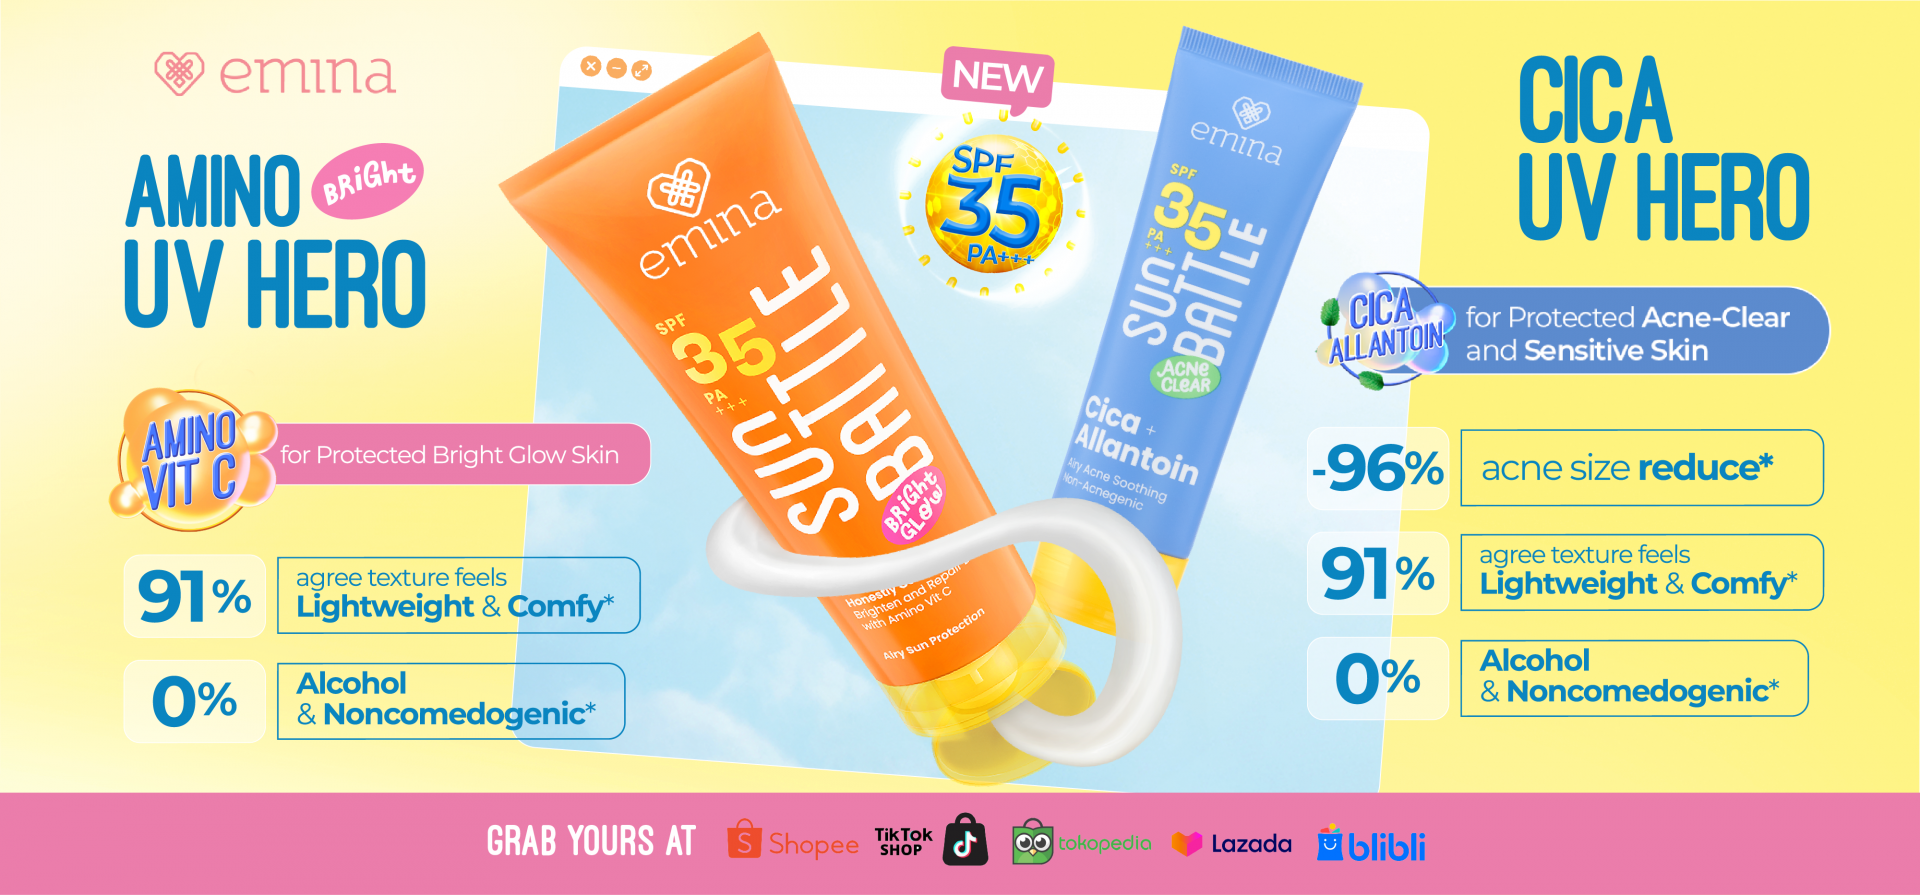 emina
AMINO BRiGht
UV HERO
AMINO
VIT C
for Protected Bright Glow Skin
91%
agree texture feels
Lightweight & Comfy*
0%
Alcohol
& Noncomedogenic*
emina
SPF
35
PA
+++
SUN
BATTLE
BRiGht
GLOW
Honestly
Brighten and Repair
with Amino Vit C
Airy Sun Protection
NEW
SPF
35
PA+++
emina
SPF
35
PA
+++
SUN
BATTLE
ACNe
CLEAR
Cica +
Allantoin
Airy Acne Soothing
Non-Acnegenic
CICA
UV HERO
CICA
ALLANTOIN
for Protected Acne-Clear
and Sensitive Skin
-96%
acne size reduce*
91%
agree texture feels
Lightweight & Comfy*
0%
Alcohol
& Noncomedogenic*
GRAB YOURS AT
Shopee
TikTok
SHOP
tokopedia
Lazada
blibli